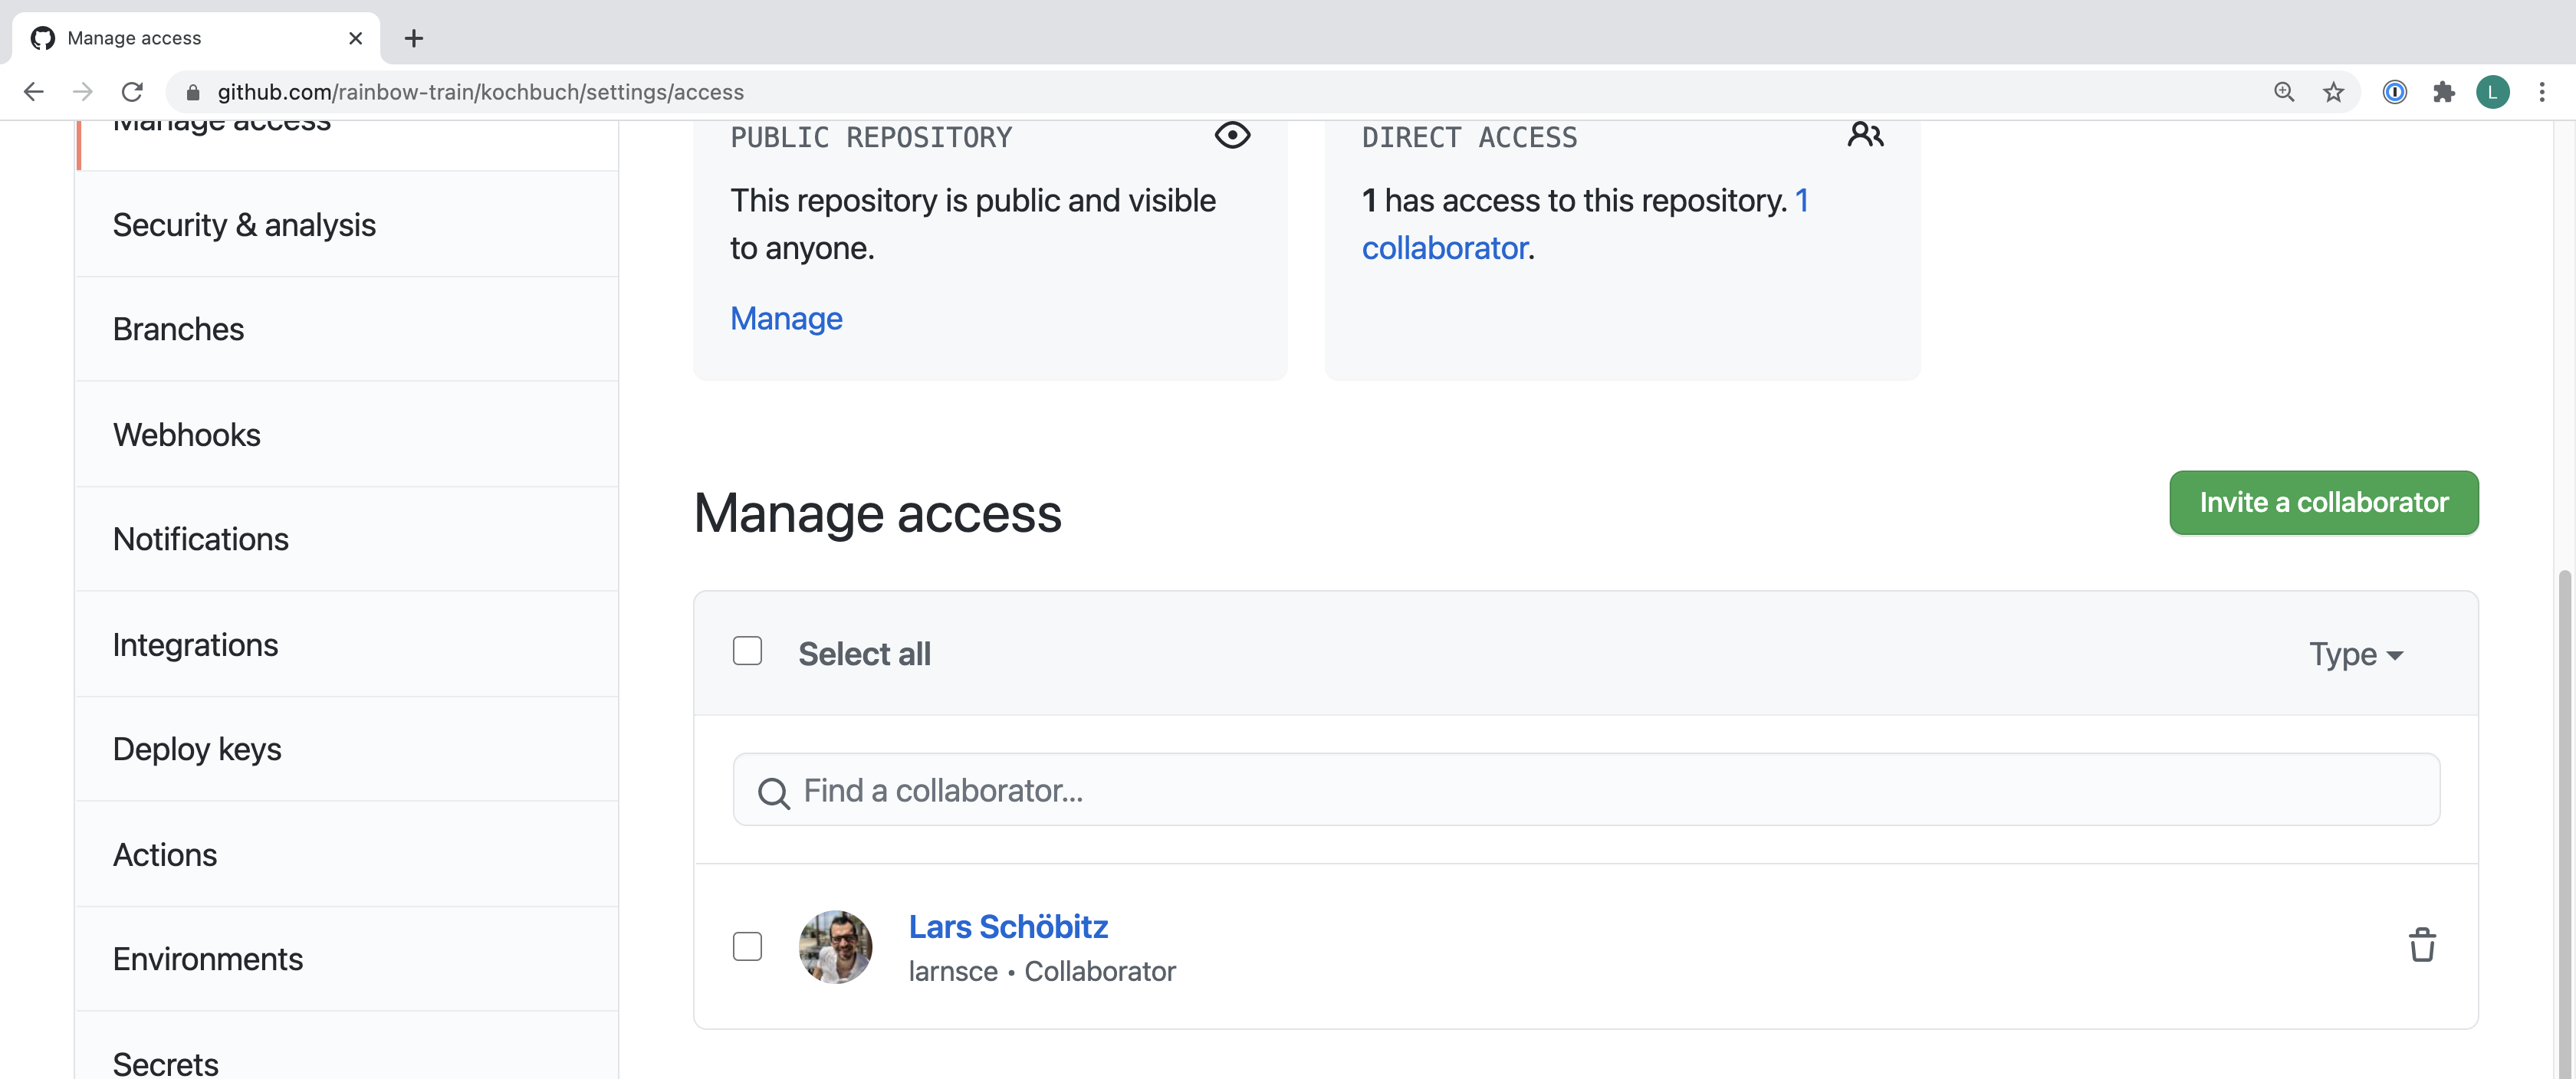 Manage access
github.com/rainbow-train/kochbuch/settings/access
L
Manage access
Security & analysis
Branches
Webhooks
Notifications
Integrations
Deploy keys
Actions
Environments
Secrets
PUBLIC REPOSITORY
This repository is public and visible
to anyone.
Manage
DIRECT ACCESS
1 has access to this repository. 1
collaborator.
Manage access
Invite a collaborator
Select all
Type
Find a collaborator...
Lars Schöbitz
larnsce • Collaborator